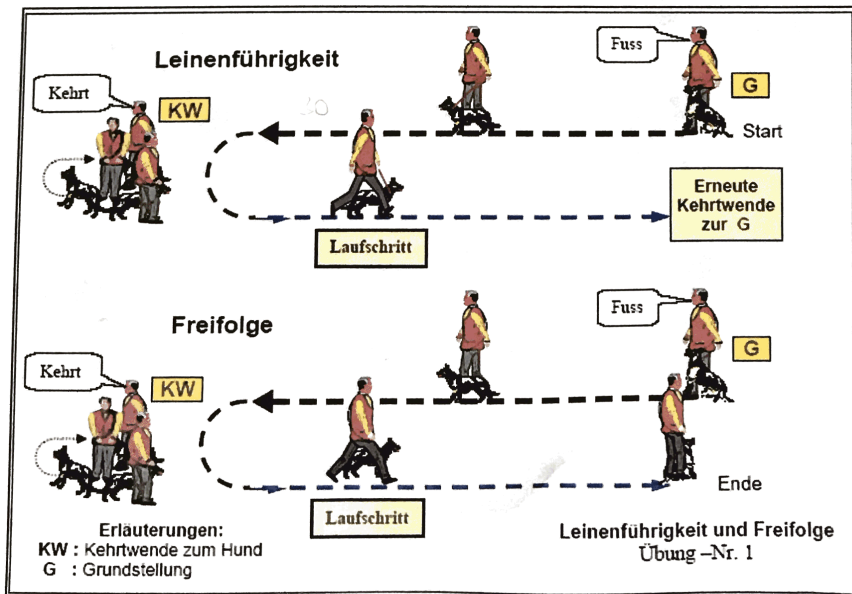 Leinenführigkeit
Fuss
Kehrt
KW
G
Start
Erneute
Kehrtwende
zur G
Laufschritt
Freifolge
Fuss
Kehrt
KW
G
Laufschritt
Ende
Erläuterungen:
KW : Kehrtwende zum Hund
G : Grundstellung
Leinenführigkeit und Freifolge
Übung –Nr. 1